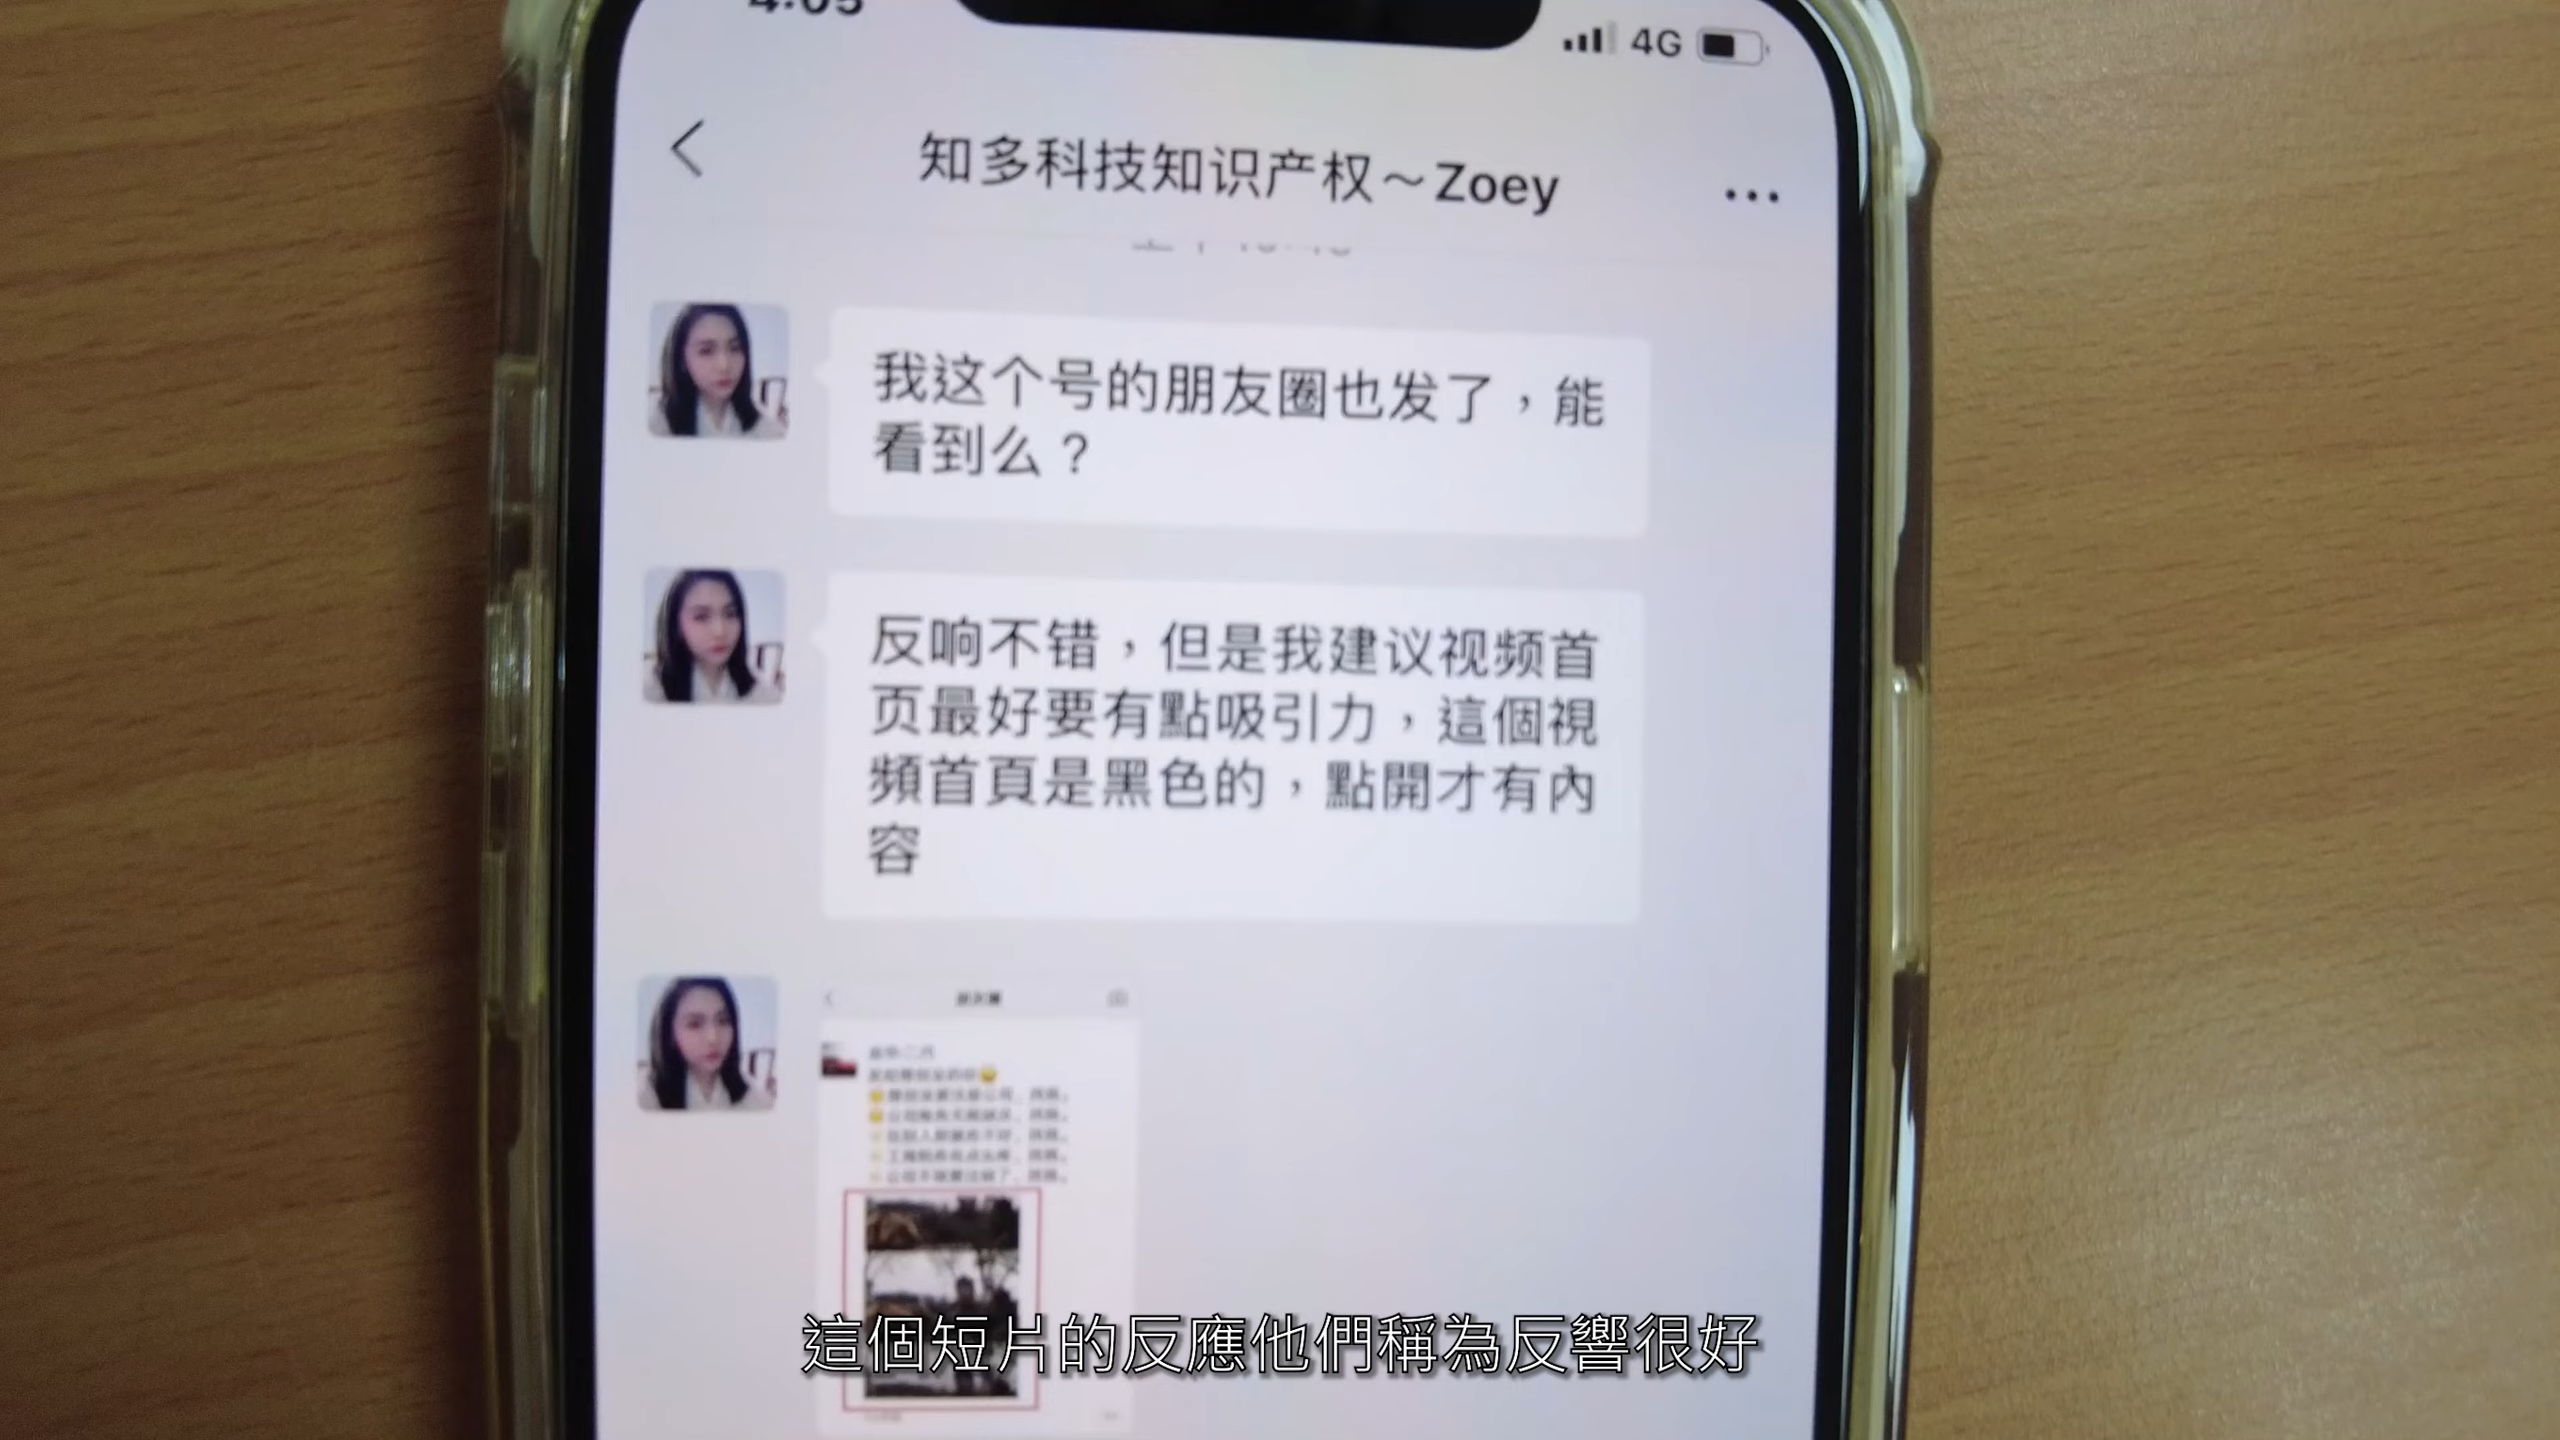 4:05
4G
知多科技知识产权～Zoey
我这个号的朋友圈也发了，能
看到么？
反响不错，但是我建议视频首
页最好要有點吸引力，這個視
頻首頁是黑色的，點開才有內
容
這個短片的反應他們稱為反響很好